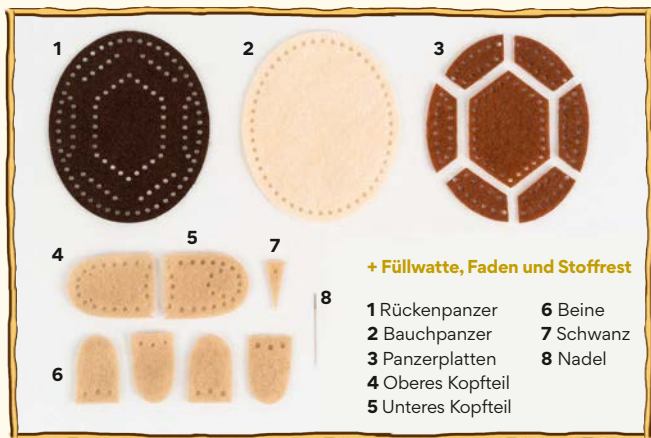 1
2
3
4
5
7
8
6
+ Füllwatte, Faden und Stoffrest
1 Rückenpanzer
2 Bauchpanzer
3 Panzerplatten
4 Oberes Kopfteil
5 Unteres Kopfteil
6 Beine
7 Schwanz
8 Nadel